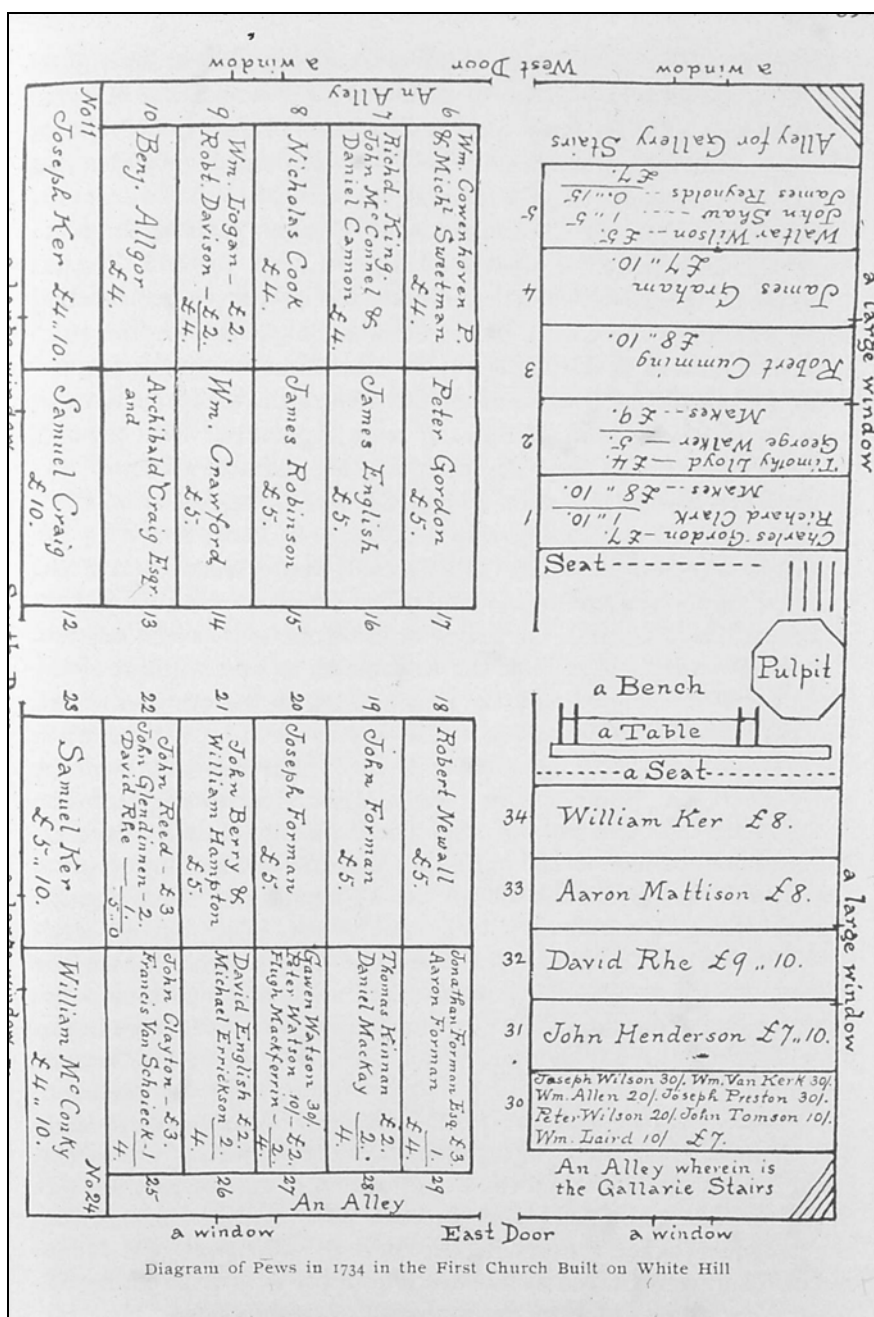 a window
West Door
a window
An Alley
Alley for Gallery Stairs
No 11
Joseph Ker £4,,10.
10
Benj. Allgor
£4.
9
Wm. Logan - £2.
Robt. Davison - £2.
£4.
8
Nicholas Cook
£4.
7
Richd. King.
John McConnel &
Daniel Cannon
£4.
6
Wm. Cowenhoven P.
& Michl Sweetman
£4.
Samuel Craig
£10.
12
Archibald Craig Esqr.
and
13
Wm. Crawford,
£5.
14
James Robinson
£5.
15
James English
£5.
16
Peter Gordon
£5.
17
5
Waltar Wilson -- £5.
John Shaw ---- 1,,5
James Reynolds -- 0,,15.
£7.
4
James Graham
£7,,10.
3
Robert Cumming
£8,,10.
2
Timothy Lloyd - £4.
George Walker - 5.
Makes --- £9.
1
Charles Gordon - £7.
Richard Clark 1,,10.
Makes --- £8,,10.
a large window
Seat
Pulpit
a Bench
a Table
a Seat
23
Samuel Ker
£5,,10.
22
John Reed - £3
John Glendinnen - 2.
David Rhe - 1.
5,,0
21
John Berry &
William Hampton
£5.
20
Joseph Forman
£5.
19
John Forman
£5.
18
Robert Newall
£5.
William McConky
£4,,10.
No 24
John Clayton - £3.
Francis Van Schoieck - 1
4.
25
David English £2.
Michael Errickson 2
4.
26
Gawen Watson 30/.
Peter Watson 10/- £2.
Hugh Mackferrin - 2.
4.
27
Thomas Kinnan £2.
Daniel Mackay 2.
4.
28
Jonathan Formon Esq. £3
Aaron Forman 1.
£4.
29
34
William Ker £8.
33
Aaron Mattison £8.
32
David Rhe £9,,10.
31
John Henderson £7,,10.
30
Joseph Wilson 30/. Wm. Van Kerk 30/.
Wm. Allen 20/. Joseph Preston 30/.
Peter Wilson 20/. John Tomson 10/.
Wm. Laird 10/ £7.
a large window
An Alley wherein is
the Gallarie Stairs
An Alley
a window
East Door
a window
Diagram of Pews in 1734 in the First Church Built on White Hill